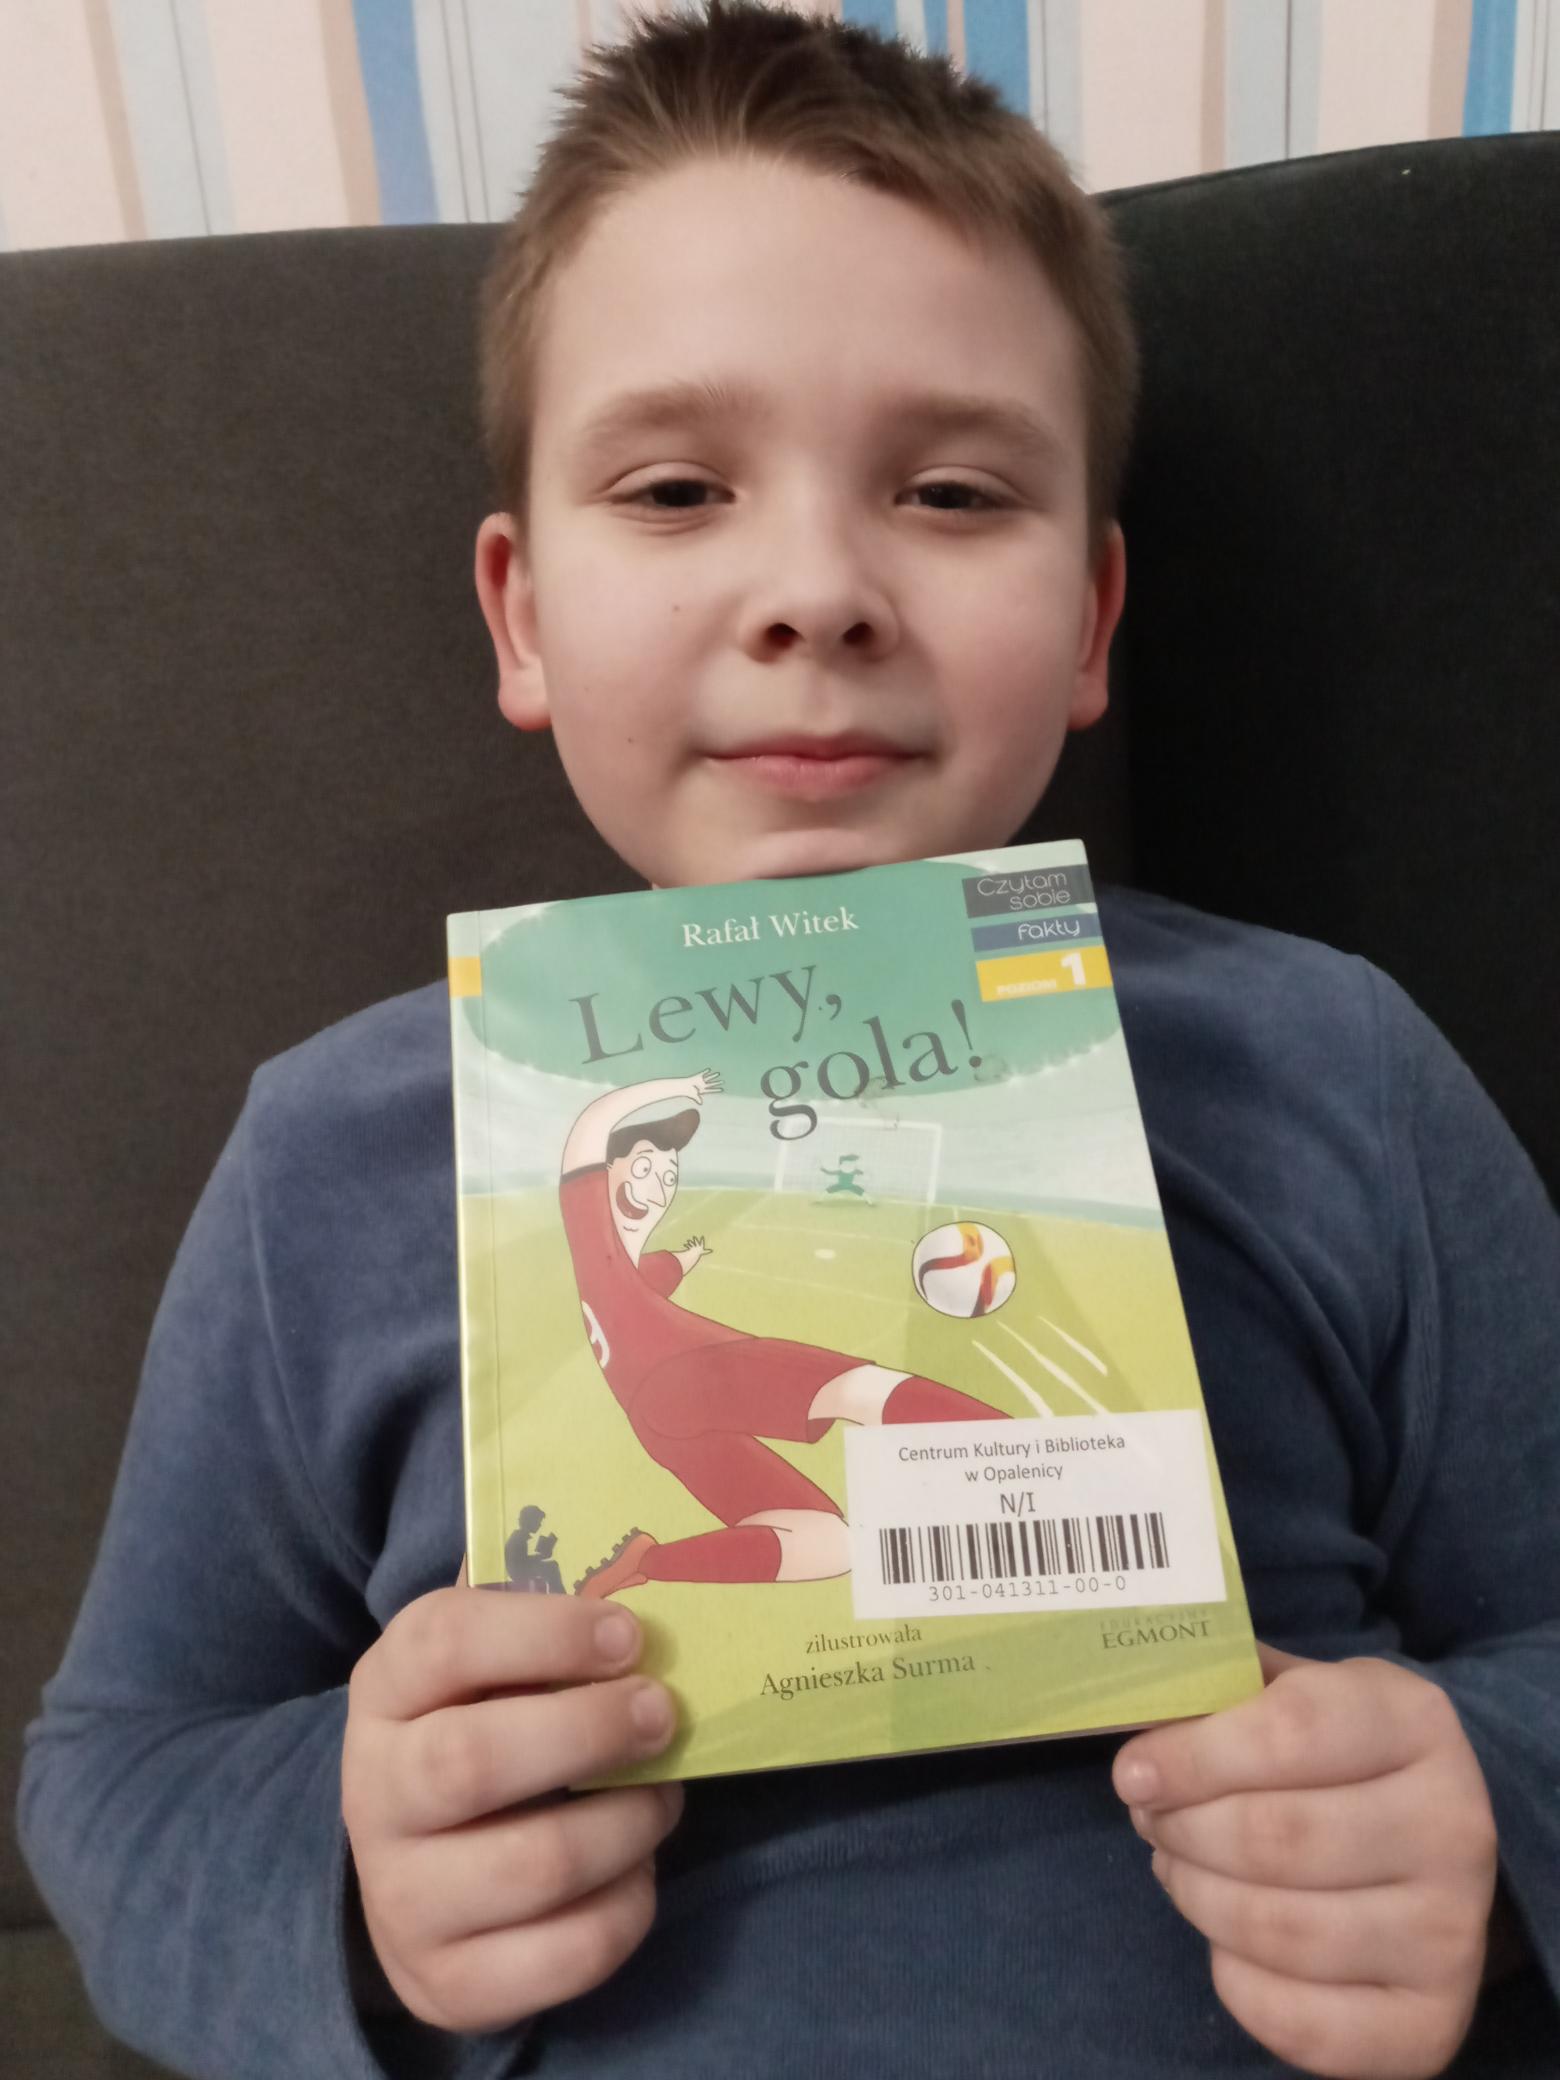 Rafał Witek
Czytam
sobie
fakty
POZIOM 1
Lewy,
gola!
Centrum Kultury i Biblioteka
w Opalenicy
N/I
301-041311-00-0
zilustrowała
Agnieszka Surma
EDUKACYJNY
EGMONT